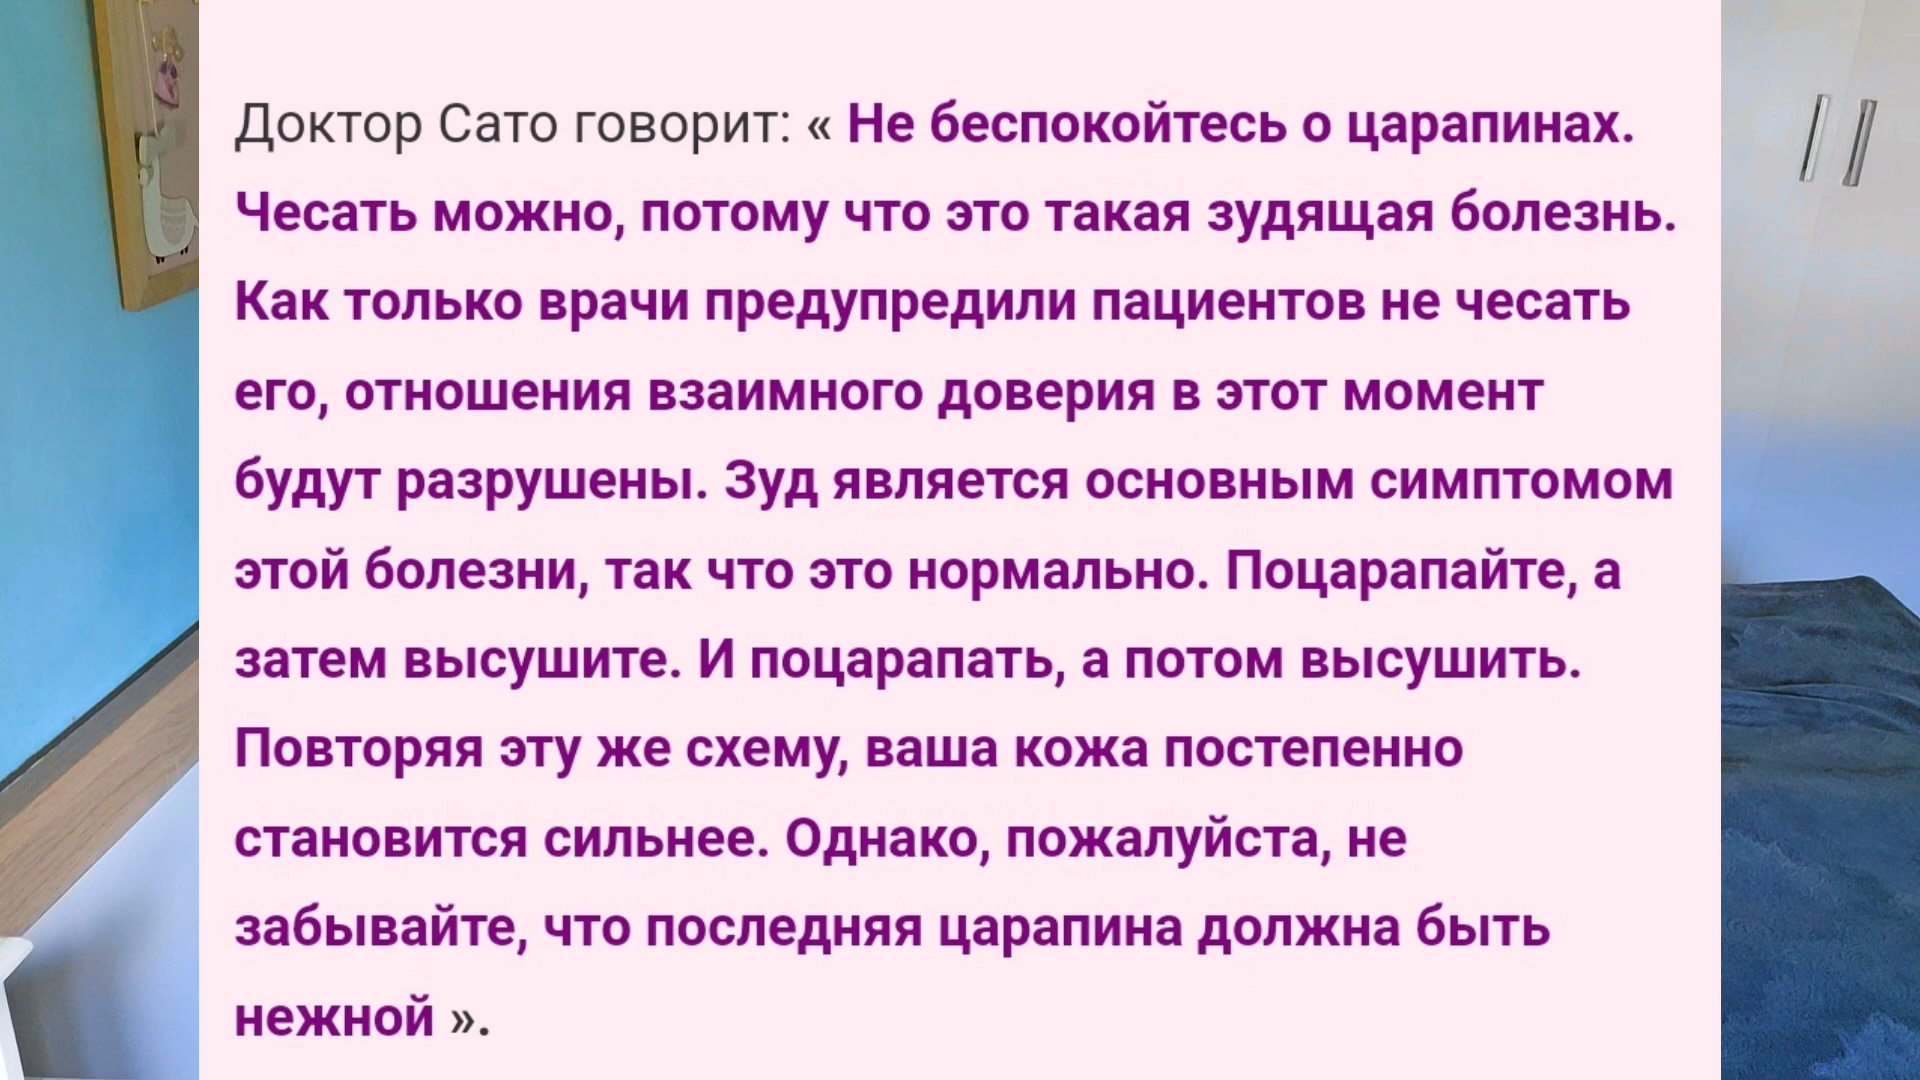 Доктор Сато говорит: « Не беспокойтесь о царапинах.
Чесать можно, потому что это такая зудящая болезнь.
Как только врачи предупредили пациентов не чесать
его, отношения взаимного доверия в этот момент
будут разрушены. Зуд является основным симптомом
этой болезни, так что это нормально. Поцарапайте, а
затем высушите. И поцарапать, а потом высушить.
Повторяя эту же схему, ваша кожа постепенно
становится сильнее. Однако, пожалуйста, не
забывайте, что последняя царапина должна быть
нежной ».